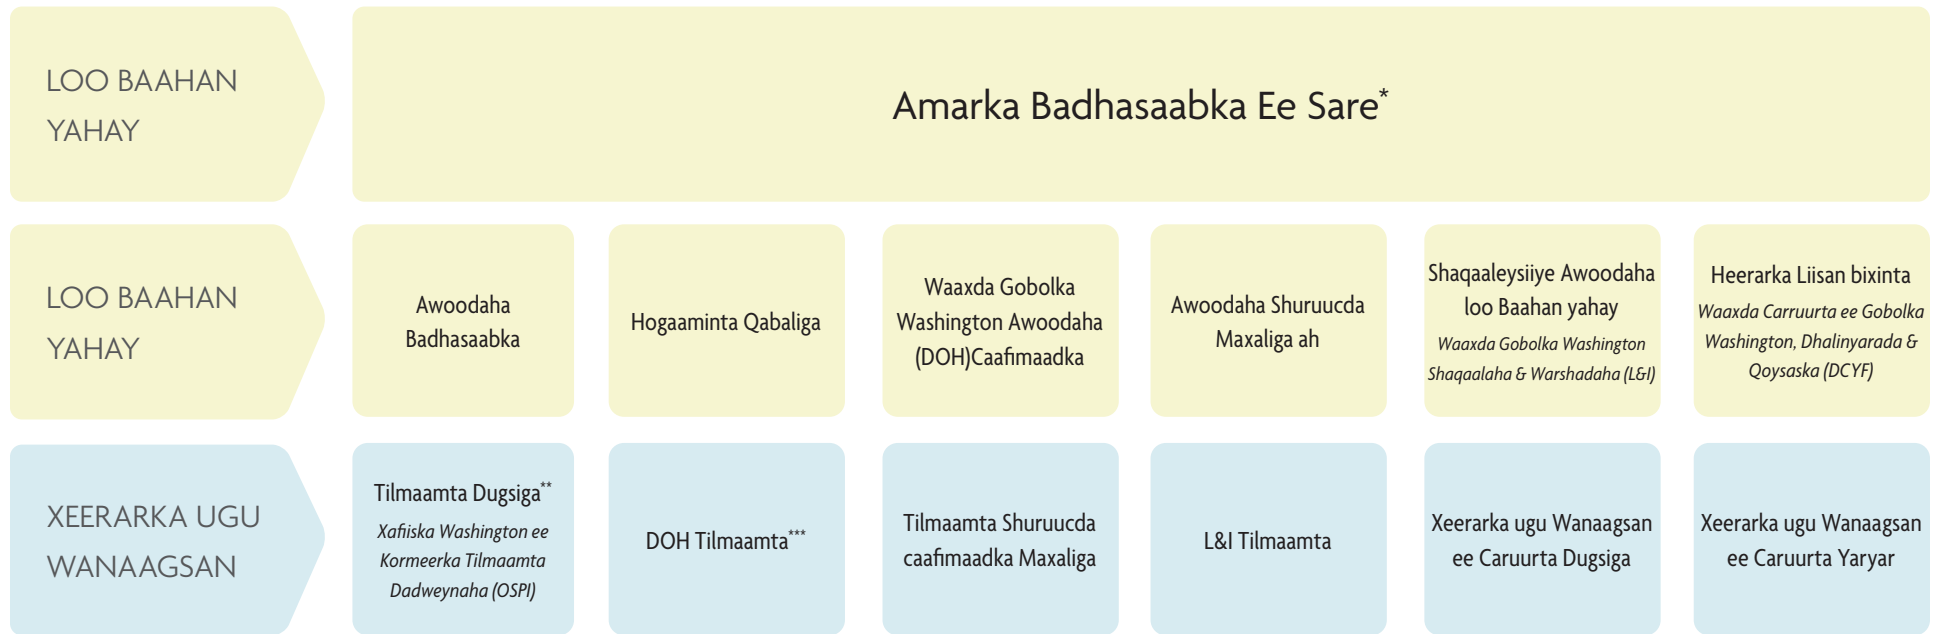 LOO BAAHAN
YAHAY
Amarka Badhasaabka Ee Sare*
LOO BAAHAN
YAHAY
Awoodaha
Badhasaabka
Hogaaminta Qabaliga
Waaxda Gobolka
Washington Awoodaha
(DOH)Caafimaadka
Awoodaha Shuruucda
Maxaliga ah
Shaqaaleysiiye Awoodaha
loo Baahan yahay
Waaxda Gobolka Washington
Shaqaalaha & Warshadaha (L&I)
Heerarka Liisan bixinta
Waaxda Carruurta ee Gobolka
Washington, Dhalinyarada &
Qoysaska (DCYF)
XEERARKA UGU
WANAAGSAN
Tilmaamta Dugsiga**
Xafiiska Washington ee
Kormeerka Tilmaamta
Dadweynaha (OSPI)
DOH Tilmaamta***
Tilmaamta Shuruucda
caafimaadka Maxaliga
L&I Tilmaamta
Xeerarka ugu Wanaagsan
ee Caruurta Dugsiga
Xeerarka ugu Wanaagsan
ee Caruurta Yaryar